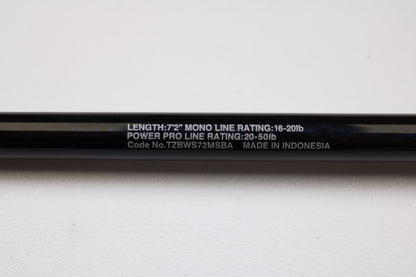 LENGTH:7'2" MONO LINE RATING:16-20lb
POWER PRO LINE RATING:20-50lb
Code No.TZBWS72MSBA MADE IN INDONESIA